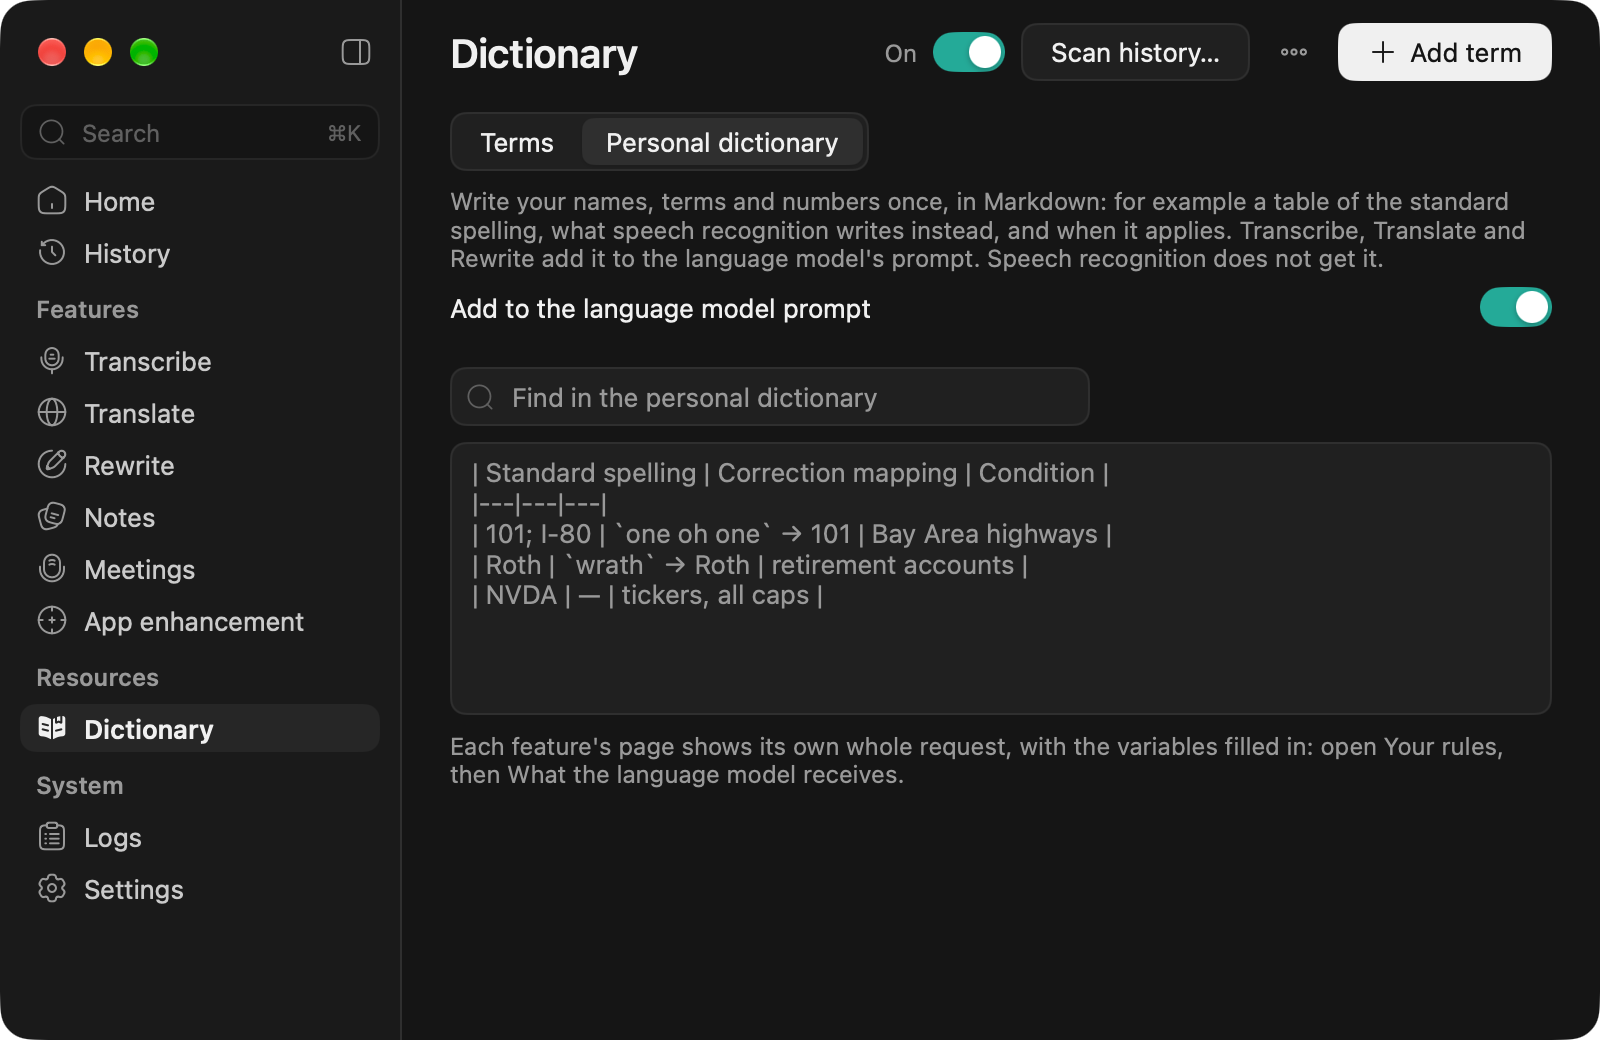 Search
⌘K
Home
History
Features
Transcribe
Translate
Rewrite
Notes
Meetings
App enhancement
Resources
Dictionary
System
Logs
Settings
Dictionary
On
Scan history...
Add term
Terms
Personal dictionary
Write your names, terms and numbers once, in Markdown: for example a table of the standard
spelling, what speech recognition writes instead, and when it applies. Transcribe, Translate and
Rewrite add it to the language model's prompt. Speech recognition does not get it.
Add to the language model prompt
Find in the personal dictionary
| Standard spelling | Correction mapping | Condition |
|---|---|---|
| 101; I-80 | `one oh one` → 101 | Bay Area highways |
| Roth | `wrath` → Roth | retirement accounts |
| NVDA | — | tickers, all caps |
Each feature's page shows its own whole request, with the variables filled in: open Your rules,
then What the language model receives.